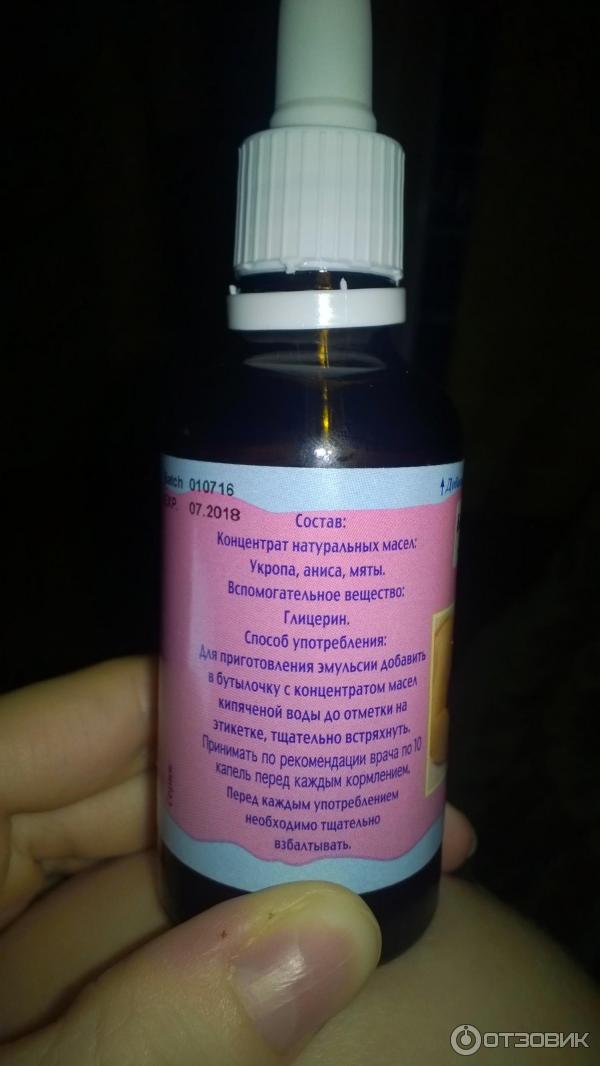 batch 010716
EXP. 07.2018
Состав:
Концентрат натуральных масел:
Укропа, аниса, мяты.
Вспомогательное вещество:
Глицерин.
Способ употребления:
Для приготовления эмульсии добавить
в бутылочку с концентратом масел
кипяченой воды до отметки на
этикетке, тщательно встряхнуть.
Принимать по рекомендации врача по 10
капель перед каждым кормлением.
Перед каждым употреблением
необходимо тщательно
взбалтывать.
ОТЗОВИК